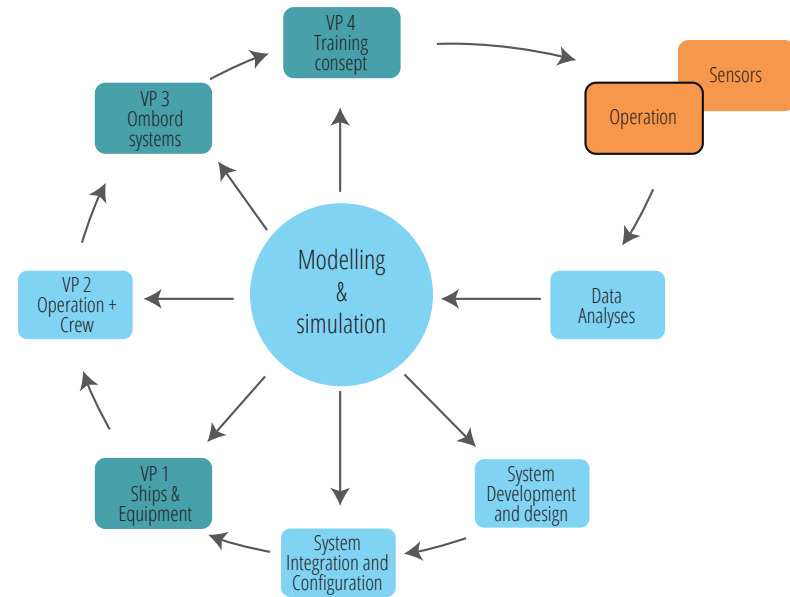 VP 4
Training
consept
Sensors
Operation
VP 3
Ombord
systems
Modelling
&
simulation
VP 2
Operation +
Crew
Data
Analyses
VP 1
Ships &
Equipment
System
Development
and design
System
Integration and
Configuration